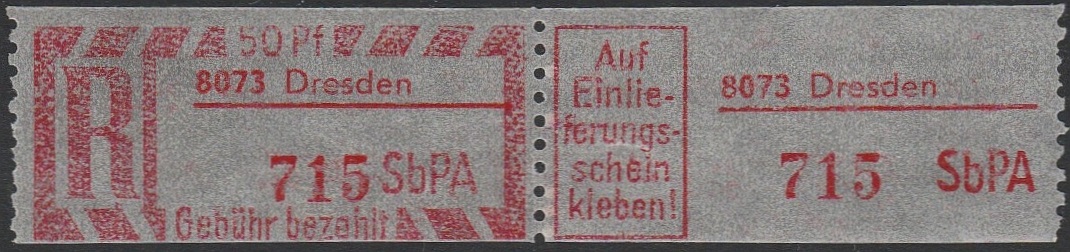 50 Pf
R
8073 Dresden
715 SbPA
Gebühr bezahlt
Auf
Einlie-
ferungs-
schein
kleben!
8073 Dresden
715 SbPA